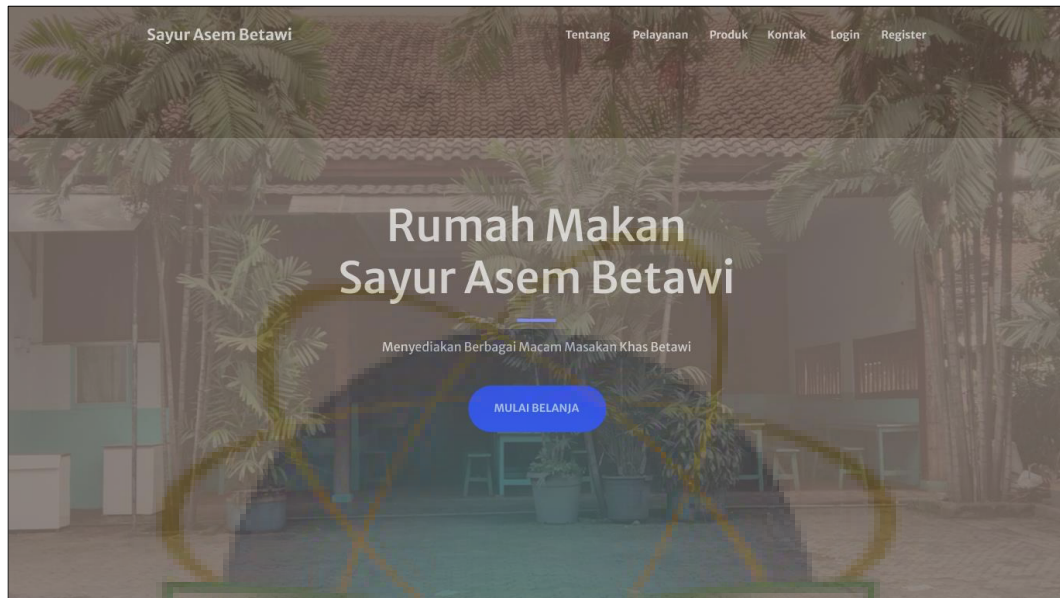 Sayur Asem Betawi
Tentang Pelayanan Produk Kontak Login Register
Rumah Makan
Sayur Asem Betawi
Menyediakan Berbagai Macam Masakan Khas Betawi
MULAI BELANJA